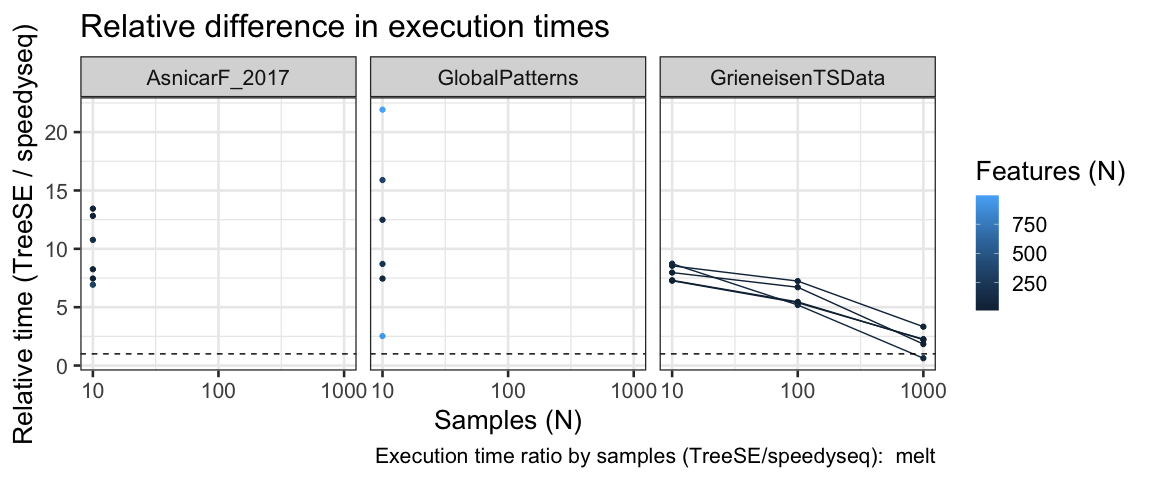 Relative difference in execution times
AsnicarF_2017 GlobalPatterns GrieneisenTSData
Relative time (TreeSE / speedyseq)
20
15
10
5
0
10 100 1000 10 100 1000 10 100 1000
Samples (N)
Execution time ratio by samples (TreeSE/speedyseq):  melt
Features (N)
750
500
250